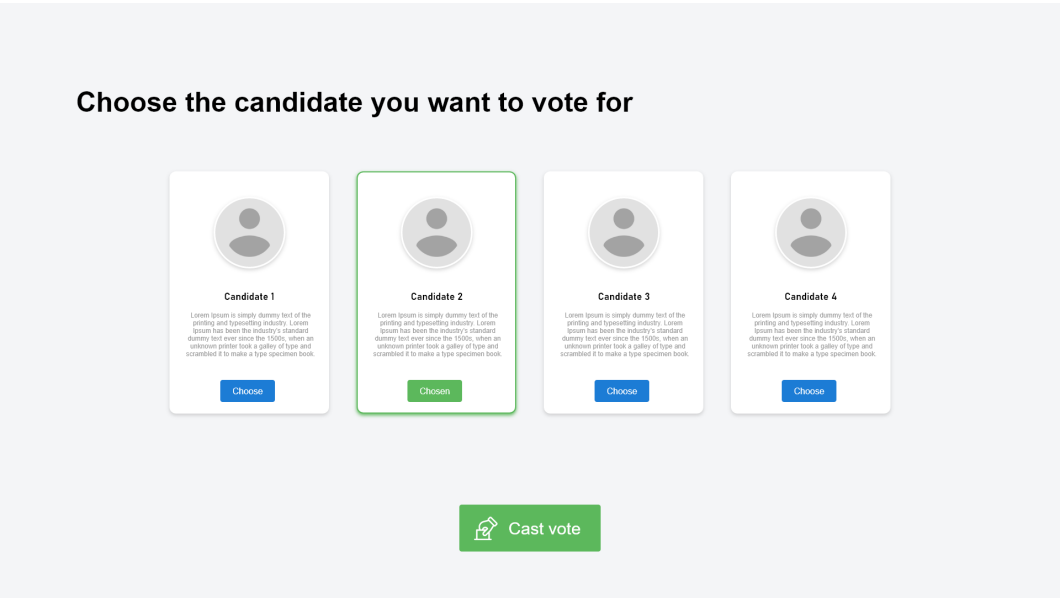 Choose the candidate you want to vote for
Candidate 1
Lorem Ipsum is simply dummy text of the
printing and typesetting industry. Lorem
Ipsum has been the industry's standard
dummy text ever since the 1500s, when an
unknown printer took a galley of type and
scrambled it to make a type specimen book.
Choose
Candidate 2
Lorem Ipsum is simply dummy text of the
printing and typesetting industry. Lorem
Ipsum has been the industry's standard
dummy text ever since the 1500s, when an
unknown printer took a galley of type and
scrambled it to make a type specimen book.
Chosen
Candidate 3
Lorem Ipsum is simply dummy text of the
printing and typesetting industry. Lorem
Ipsum has been the industry's standard
dummy text ever since the 1500s, when an
unknown printer took a galley of type and
scrambled it to make a type specimen book.
Choose
Candidate 4
Lorem Ipsum is simply dummy text of the
printing and typesetting industry. Lorem
Ipsum has been the industry's standard
dummy text ever since the 1500s, when an
unknown printer took a galley of type and
scrambled it to make a type specimen book.
Choose
Cast vote